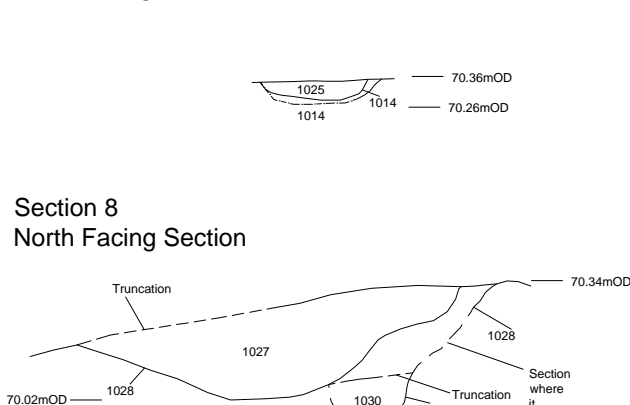 70.36mOD
1025
1014
70.26mOD
1014
Section 8
North Facing Section
70.34mOD
Truncation
1028
1027
Section
where
it
1028
Truncation
70.02mOD
1030